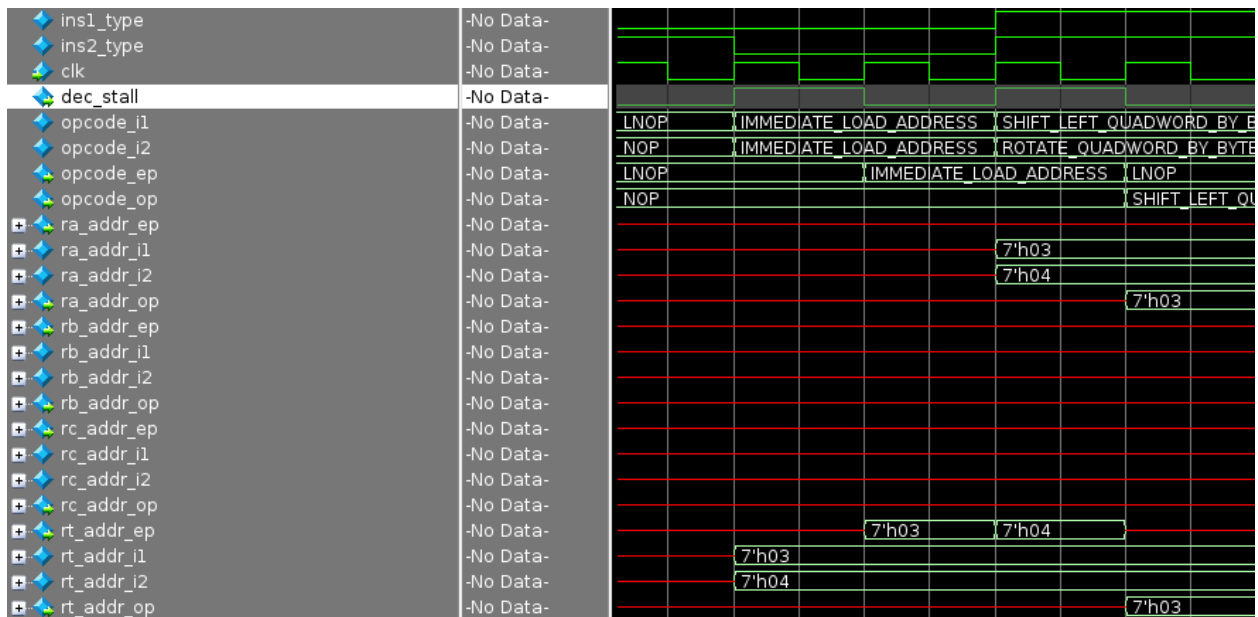 ins1_type -No Data-
ins2_type -No Data-
clk -No Data-
dec_stall -No Data-
opcode_i1 -No Data- LNOP IMMEDIATE_LOAD_ADDRESS SHIFT_LEFT_QUADWORD_BY_B
opcode_i2 -No Data- NOP IMMEDIATE_LOAD_ADDRESS ROTATE_QUADWORD_BY_BYTE
opcode_ep -No Data- LNOP IMMEDIATE_LOAD_ADDRESS LNOP
opcode_op -No Data- NOP SHIFT_LEFT_QU
ra_addr_ep -No Data-
ra_addr_i1 -No Data- 7'h03
ra_addr_i2 -No Data- 7'h04
ra_addr_op -No Data- 7'h03
rb_addr_ep -No Data-
rb_addr_i1 -No Data-
rb_addr_i2 -No Data-
rb_addr_op -No Data-
rc_addr_ep -No Data-
rc_addr_i1 -No Data-
rc_addr_i2 -No Data-
rc_addr_op -No Data-
rt_addr_ep -No Data- 7'h03 7'h04
rt_addr_i1 -No Data- 7'h03
rt_addr_i2 -No Data- 7'h04
rt_addr_op -No Data- 7'h03